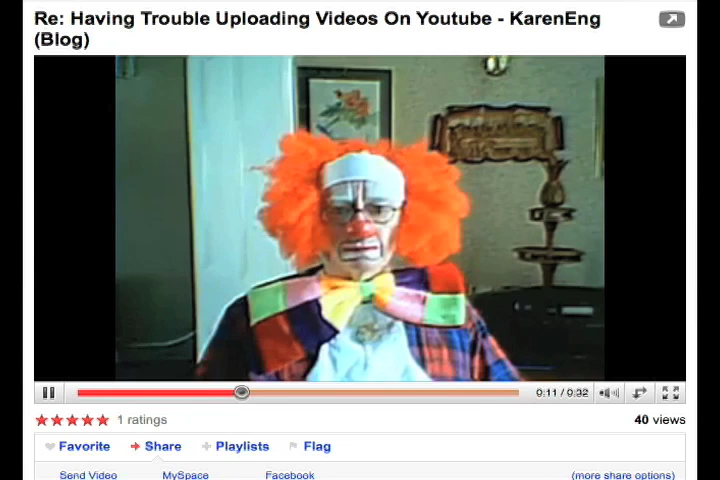 Re: Having Trouble Uploading Videos On Youtube - KarenEng
(Blog)
0:11 / 0:32
1 ratings
40 views
Favorite Share Playlists Flag
Send Video MySpace Facebook (more share options)